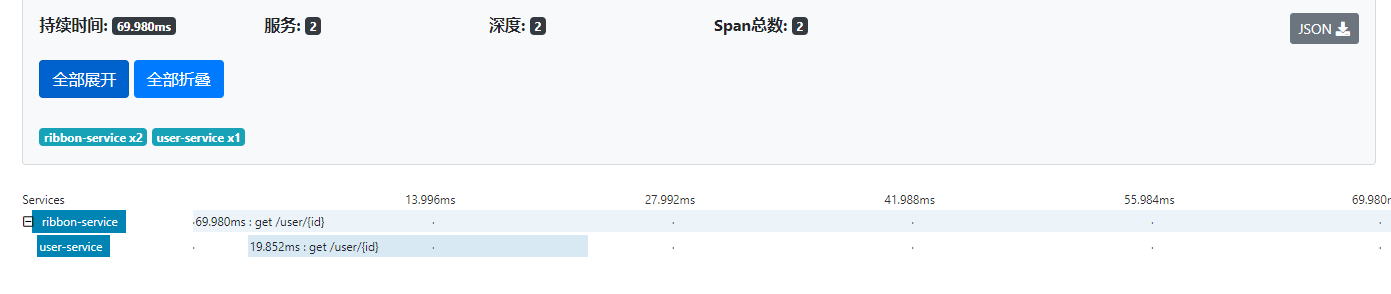 持续时间: 69.980ms 服务: 2 深度: 2 Span总数: 2 JSON
全部展开 全部折叠
ribbon-service x2 user-service x1
Services 13.996ms 27.992ms 41.988ms 55.984ms 69.980m
ribbon-service 69.980ms : get /user/{id}
user-service 19.852ms : get /user/{id}